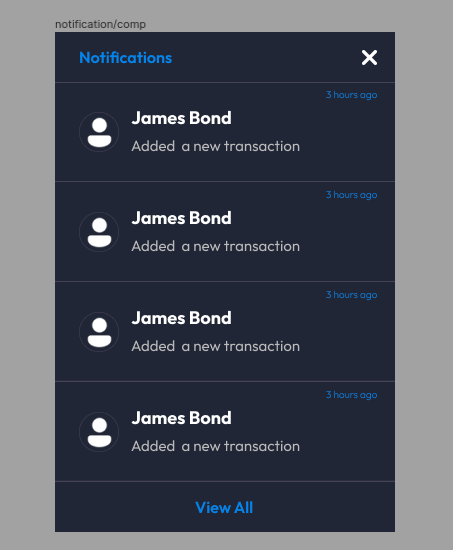 notification/comp
Notifications
3 hours ago
James Bond
Added a new transaction
3 hours ago
James Bond
Added a new transaction
3 hours ago
James Bond
Added a new transaction
3 hours ago
James Bond
Added a new transaction
View All